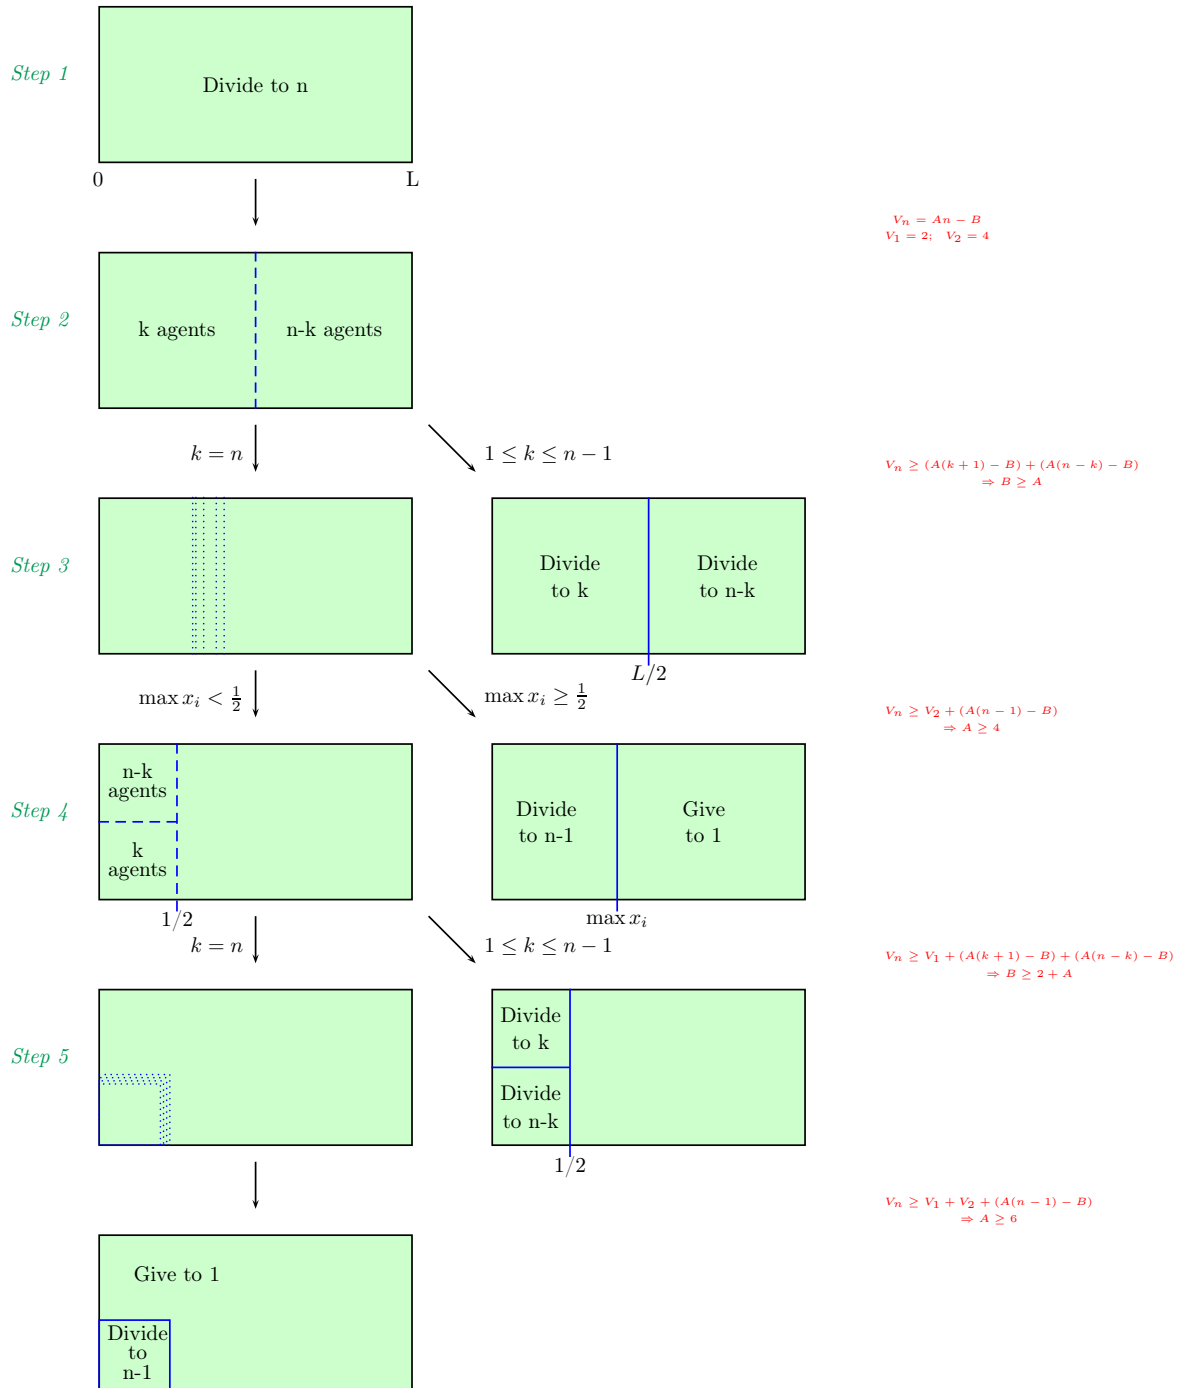 Step 1
Divide to n
0 L
V_n = An − B
V_1 = 2; V_2 = 4
Step 2
k agents n-k agents
k = n 1 ≤ k ≤ n − 1
V_n ≥ (A(k + 1) − B) + (A(n − k) − B)
⇒ B ≥ A
Step 3
Divide
to k
Divide
to n-k
L/2
max x_i < 1/2 max x_i ≥ 1/2
V_n ≥ V_2 + (A(n − 1) − B)
⇒ A ≥ 4
Step 4
n-k
agents
k
agents
1/2
Divide
to n-1
Give
to 1
max x_i
k = n 1 ≤ k ≤ n − 1
V_n ≥ V_1 + (A(k + 1) − B) + (A(n − k) − B)
⇒ B ≥ 2 + A
Step 5
Divide
to k
Divide
to n-k
1/2
V_n ≥ V_1 + V_2 + (A(n − 1) − B)
⇒ A ≥ 6
Give to 1
Divide
to
n-1